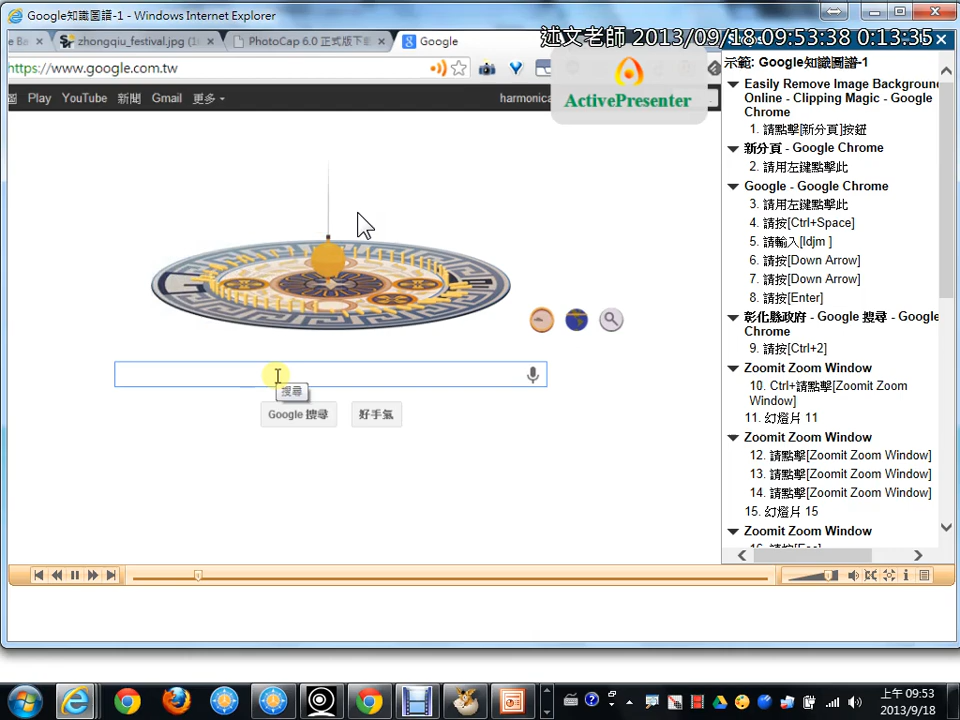 Google知識圖譜-1 - Windows Internet Explorer
述文老師 2013/09/18 09:53:38 0:13:35
zhongqiu_festival.jpg (1
PhotoCap 6.0 正式版下載
Google
https://www.google.com.tw
Play YouTube 新聞 Gmail 更多
harmonica
ActivePresenter
搜尋
Google 搜尋
好手氣
示範: Google知識圖譜-1
Easily Remove Image Background
Online - Clipping Magic - Google
Chrome
1. 請點擊[新分頁]按鈕
新分頁 - Google Chrome
2. 請用左鍵點擊此
Google - Google Chrome
3. 請用左鍵點擊此
4. 請按[Ctrl+Space]
5. 請輸入[ldjm ]
6. 請按[Down Arrow]
7. 請按[Down Arrow]
8. 請按[Enter]
彰化縣政府 - Google 搜尋 - Google
Chrome
9. 請按[Ctrl+2]
Zoomit Zoom Window
10. Ctrl+請點擊[Zoomit Zoom
Window]
11. 幻燈片 11
Zoomit Zoom Window
12. 請點擊[Zoomit Zoom Window]
13. 請點擊[Zoomit Zoom Window]
14. 請點擊[Zoomit Zoom Window]
15. 幻燈片 15
Zoomit Zoom Window
16. 請按[Esc]
上午 09:53
2013/9/18